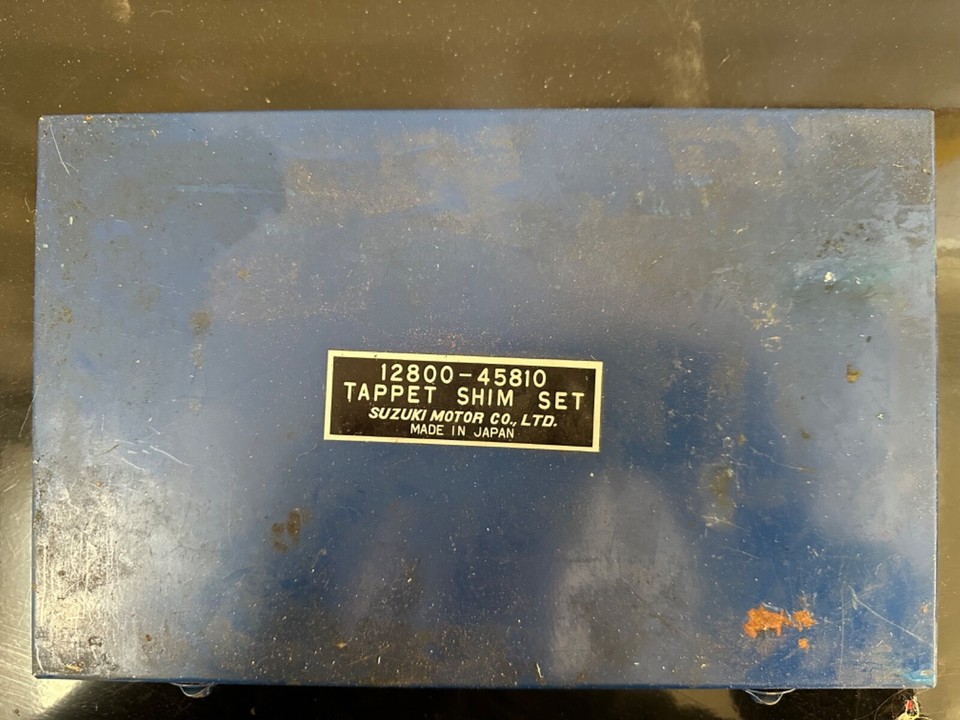 12800-45810
TAPPET SHIM SET
SUZUKI MOTOR CO., LTD.
MADE IN JAPAN